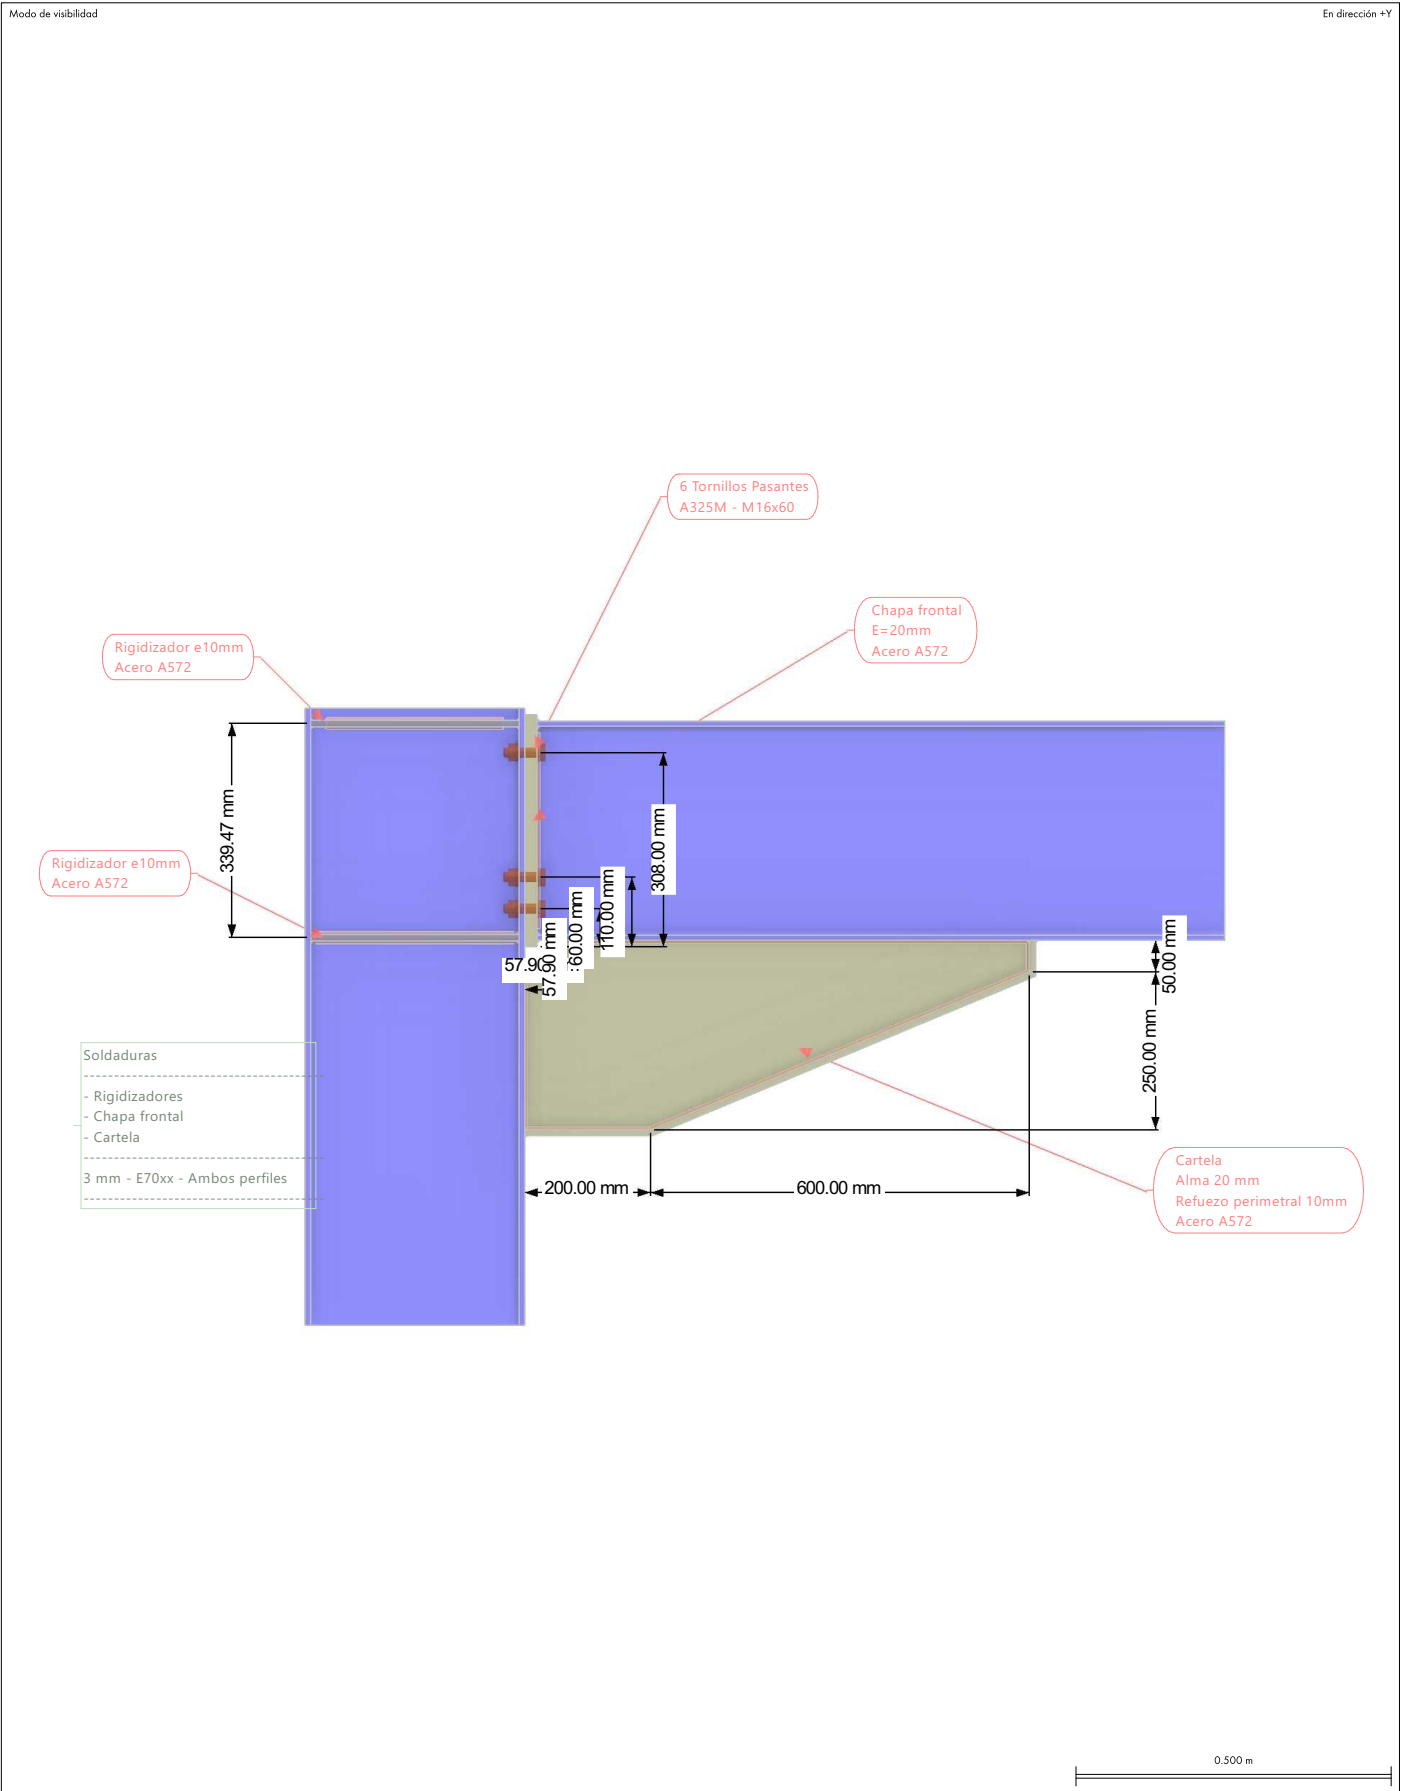 Modo de visibilidad
En dirección +Y
6 Tornillos Pasantes
A325M - M16x60
Chapa frontal
E=20mm
Acero A572
Rigidizador e10mm
Acero A572
339.47 mm
308.00 mm
Rigidizador e10mm
Acero A572
110.00 mm
60.00 mm
57.90 mm
57.90
50.00 mm
250.00 mm
Soldaduras
- Rigidizadores
- Chapa frontal
- Cartela
3 mm - E70xx - Ambos perfiles
200.00 mm
600.00 mm
Cartela
Alma 20 mm
Refuezo perimetral 10mm
Acero A572
0.500 m